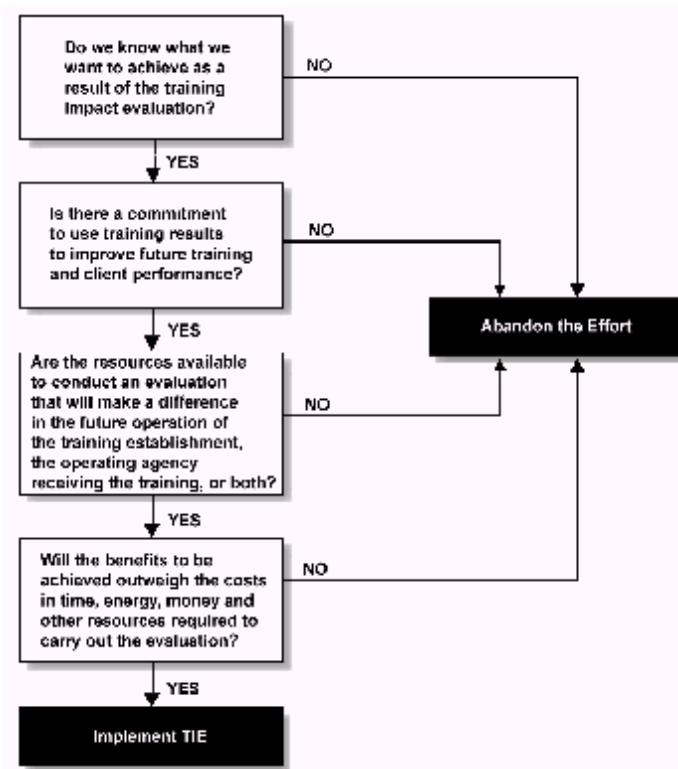 Do we know what we
want to achieve as a
result of the training
impact evaluation?
NO
YES
Is there a commitment
to use training results
to improve future training
and client performance?
NO
Abandon the Effort
YES
Are the resources available
to conduct an evaluation
that will make a difference
in the future operation of
the training establishment,
the operating agency
receiving the training, or both?
NO
YES
Will the benefits to be
achieved outweigh the costs
in time, energy, money and
other resources required to
carry out the evaluation?
NO
YES
Implement TIE